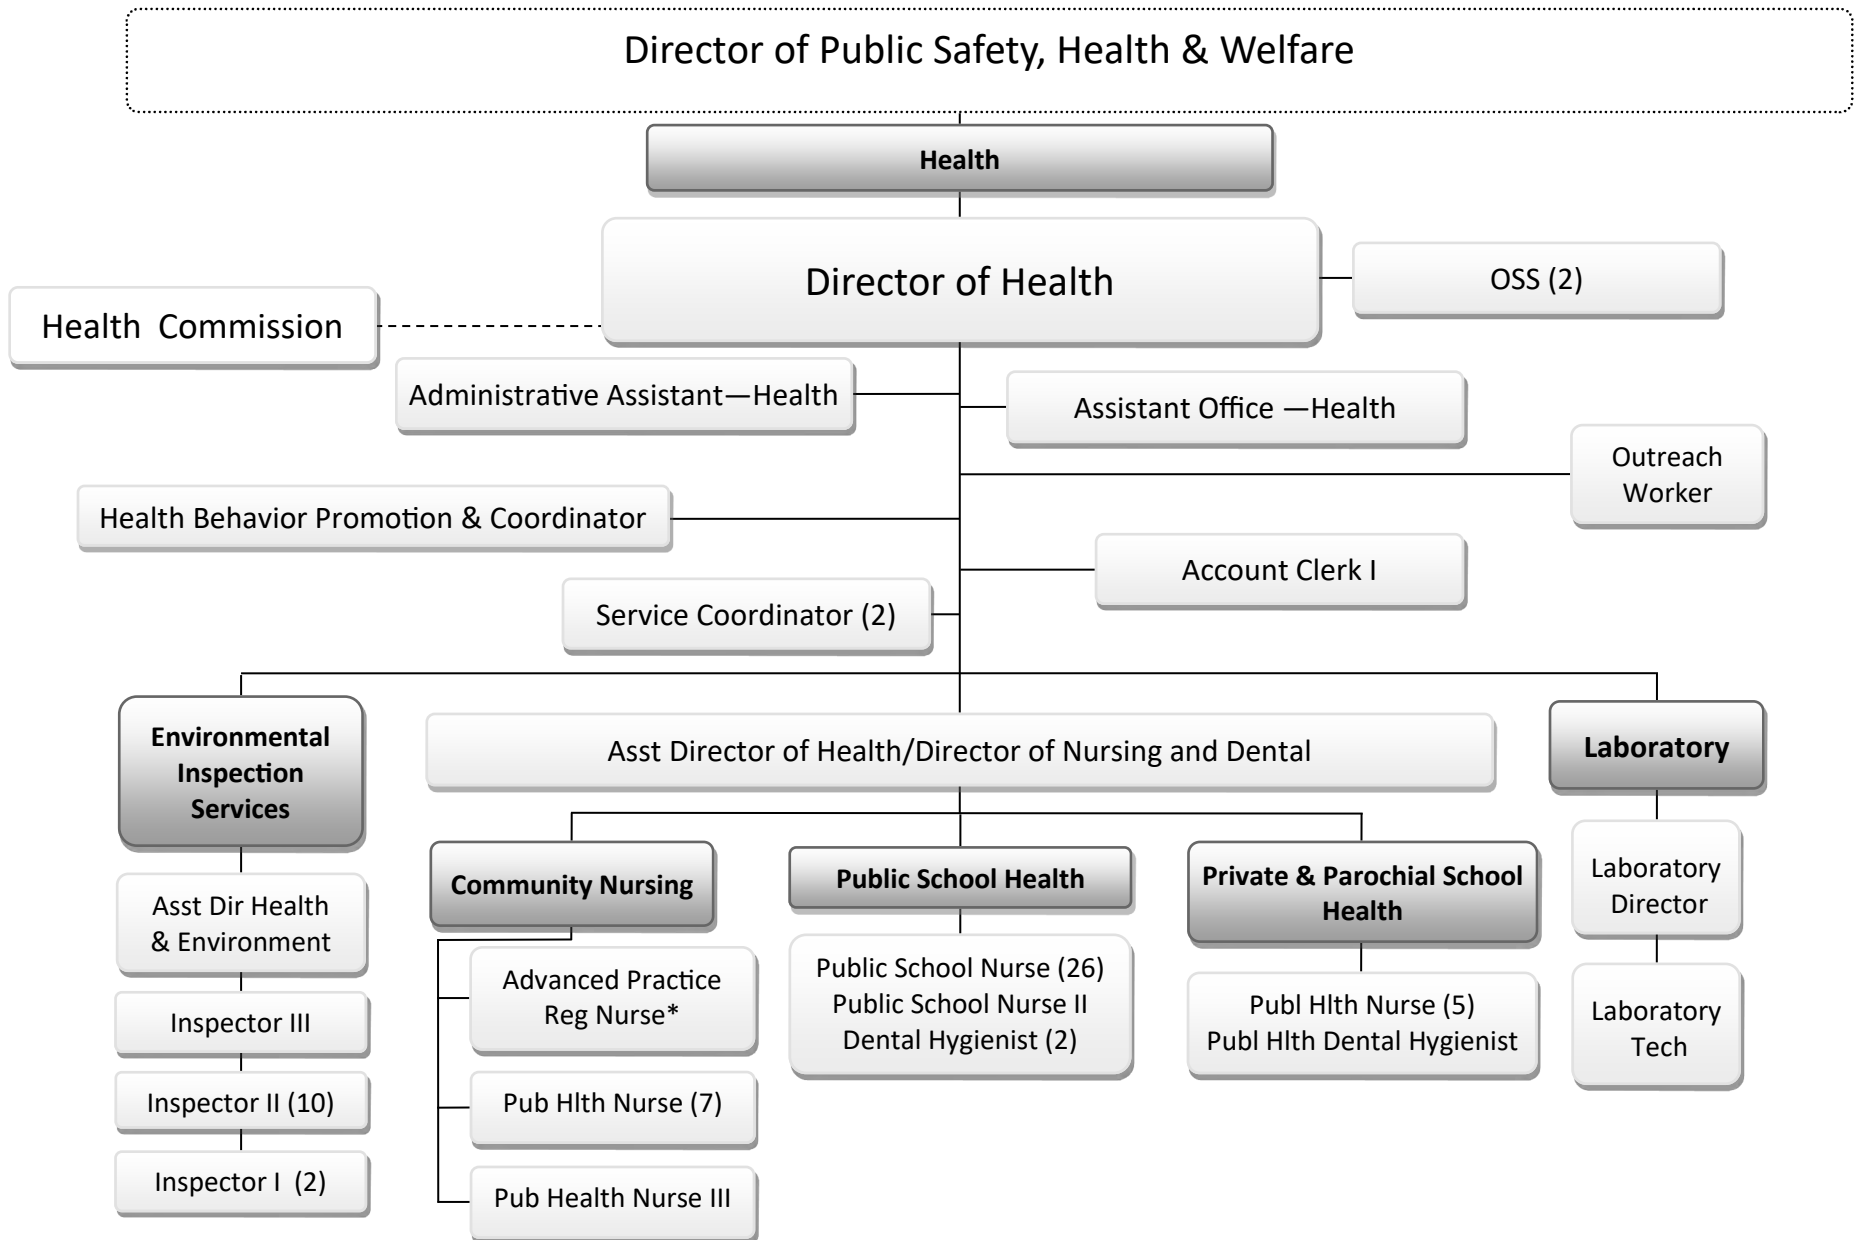 Director of Public Safety, Health & Welfare
Health
Director of Health
OSS (2)
Health  Commission
Administrative Assistant—Health
Assistant Office —Health
Outreach
Worker
Health Behavior Promotion & Coordinator
Account Clerk I
Service Coordinator (2)
Environmental
Inspection
Services
Asst Dir Health
& Environment
Inspector III
Inspector II (10)
Inspector I  (2)
Asst Director of Health/Director of Nursing and Dental
Community Nursing
Advanced Practice
Reg Nurse*
Pub Hlth Nurse (7)
Pub Health Nurse III
Public School Health
Public School Nurse (26)
Public School Nurse II
Dental Hygienist (2)
Private & Parochial School
Health
Publ Hlth Nurse (5)
Publ Hlth Dental Hygienist
Laboratory
Laboratory
Director
Laboratory
Tech